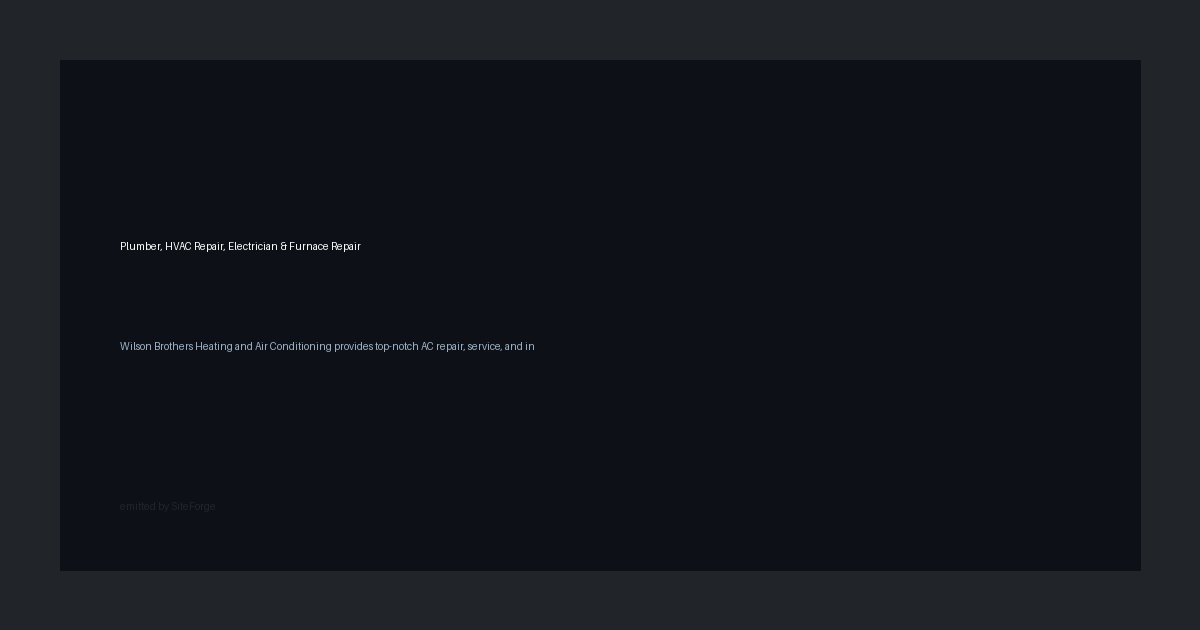 Plumber, HVAC Repair, Electrician & Furnace Repair
Wilson Brothers Heating and Air Conditioning provides top-notch AC repair, service, and in
emitted by SiteForge